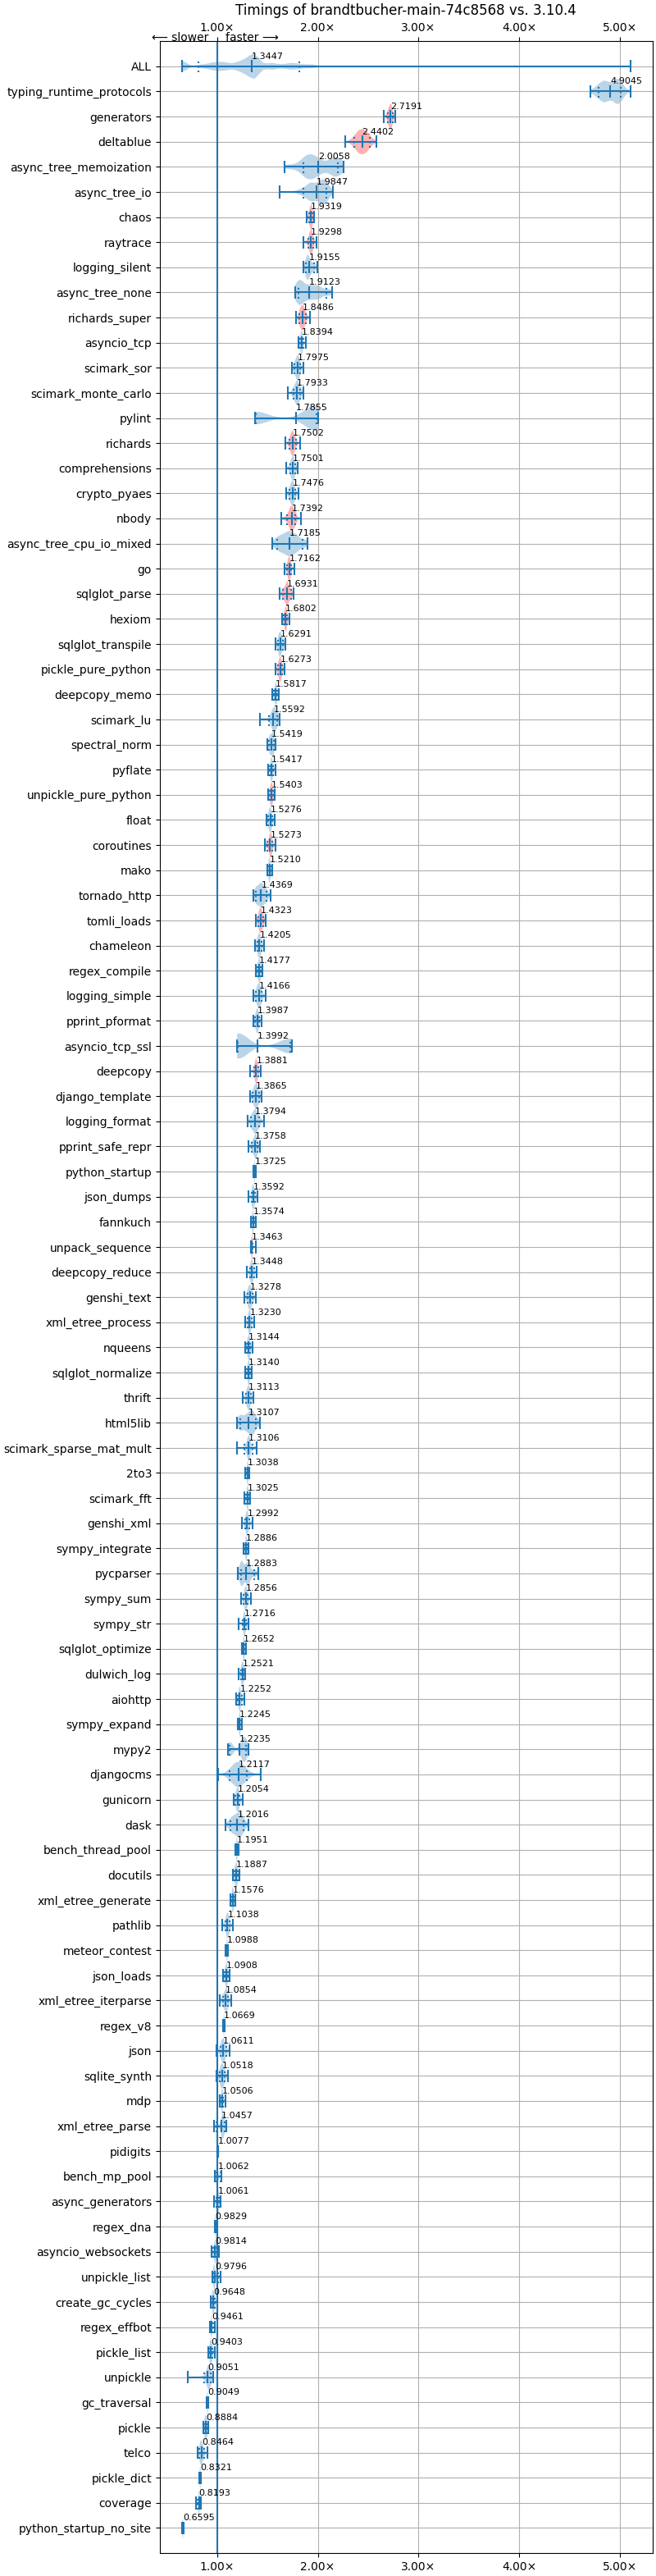 Timings of brandtbucher-main-74c8568 vs. 3.10.4
1.00× 2.00× 3.00× 4.00× 5.00×
⟵ slower faster ⟶
ALL 1.3447
typing_runtime_protocols 4.9045
generators 2.7191
deltablue 2.4402
async_tree_memoization 2.0058
async_tree_io 1.9847
chaos 1.9319
raytrace 1.9298
logging_silent 1.9155
async_tree_none 1.9123
richards_super 1.8486
asyncio_tcp 1.8394
scimark_sor 1.7975
scimark_monte_carlo 1.7933
pylint 1.7855
richards 1.7502
comprehensions 1.7501
crypto_pyaes 1.7476
nbody 1.7392
async_tree_cpu_io_mixed 1.7185
go 1.7162
sqlglot_parse 1.6931
hexiom 1.6802
sqlglot_transpile 1.6291
pickle_pure_python 1.6273
deepcopy_memo 1.5817
scimark_lu 1.5592
spectral_norm 1.5419
pyflate 1.5417
unpickle_pure_python 1.5403
float 1.5276
coroutines 1.5273
mako 1.5210
tornado_http 1.4369
tomli_loads 1.4323
chameleon 1.4205
regex_compile 1.4177
logging_simple 1.4166
pprint_pformat 1.3987
asyncio_tcp_ssl 1.3992
deepcopy 1.3881
django_template 1.3865
logging_format 1.3794
pprint_safe_repr 1.3758
python_startup 1.3725
json_dumps 1.3592
fannkuch 1.3574
unpack_sequence 1.3463
deepcopy_reduce 1.3448
genshi_text 1.3278
xml_etree_process 1.3230
nqueens 1.3144
sqlglot_normalize 1.3140
thrift 1.3113
html5lib 1.3107
scimark_sparse_mat_mult 1.3106
2to3 1.3038
scimark_fft 1.3025
genshi_xml 1.2992
sympy_integrate 1.2886
pycparser 1.2883
sympy_sum 1.2856
sympy_str 1.2716
sqlglot_optimize 1.2652
dulwich_log 1.2521
aiohttp 1.2252
sympy_expand 1.2245
mypy2 1.2235
djangocms 1.2117
gunicorn 1.2054
dask 1.2016
bench_thread_pool 1.1951
docutils 1.1887
xml_etree_generate 1.1576
pathlib 1.1038
meteor_contest 1.0988
json_loads 1.0908
xml_etree_iterparse 1.0854
regex_v8 1.0669
json 1.0611
sqlite_synth 1.0518
mdp 1.0506
xml_etree_parse 1.0457
pidigits 1.0077
bench_mp_pool 1.0062
async_generators 1.0061
regex_dna 0.9829
asyncio_websockets 0.9814
unpickle_list 0.9796
create_gc_cycles 0.9648
regex_effbot 0.9461
pickle_list 0.9403
unpickle 0.9051
gc_traversal 0.9049
pickle 0.8884
telco 0.8464
pickle_dict 0.8321
coverage 0.8193
python_startup_no_site 0.6595
1.00× 2.00× 3.00× 4.00× 5.00×